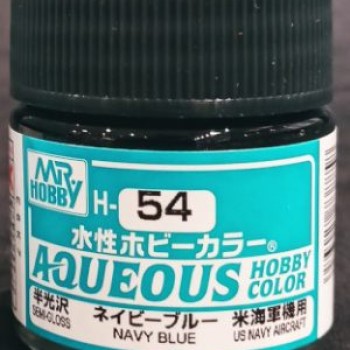 MR HOBBY
H-54
水性ホビーカラー®
AQUEOUS HOBBY COLOR
半光沢 ネイビーブルー 米海軍機用
SEMI-GLOSS NAVY BLUE US NAVY AIRCRAFT